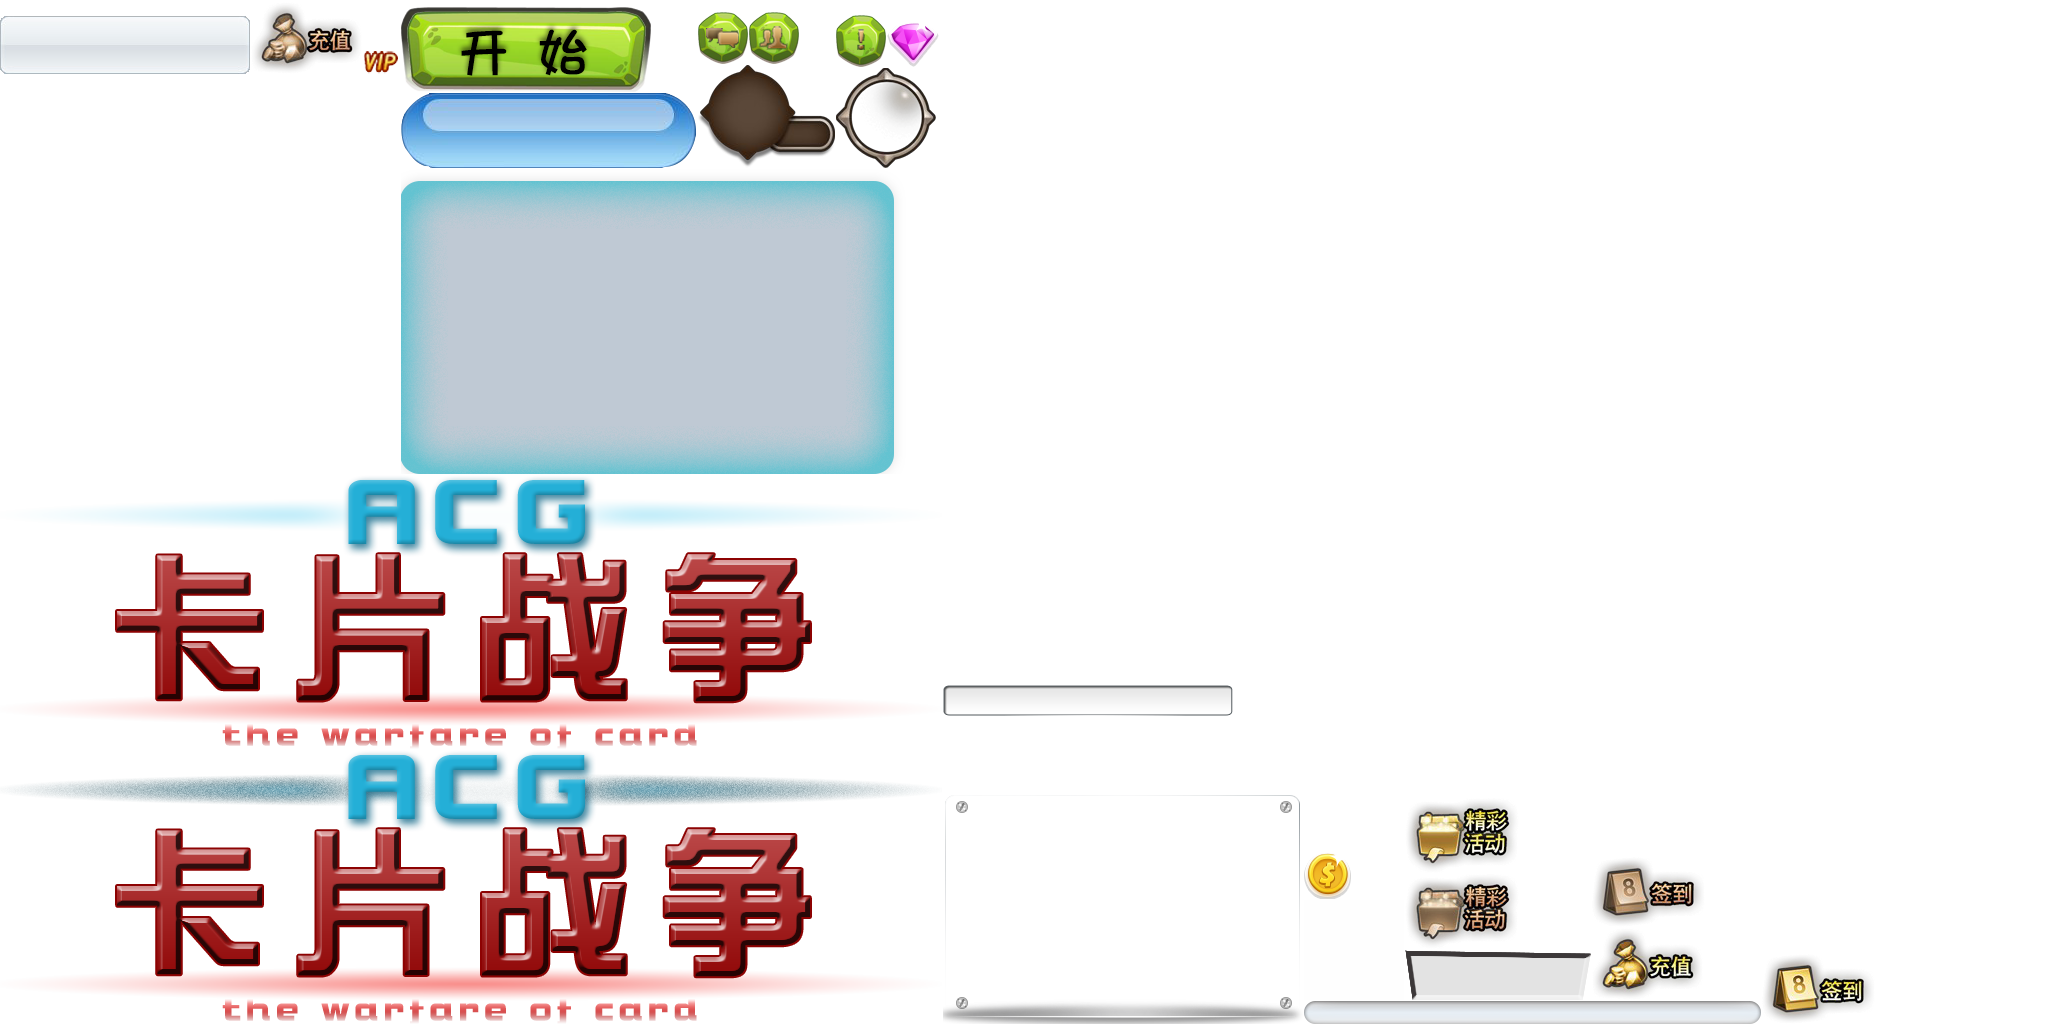 充值
VIP
开 始
ACG
卡片战争
the warfare of card
ACG
卡片战争
the warfare of card
精彩
活动
精彩
活动
8 签到
充值
8 签到